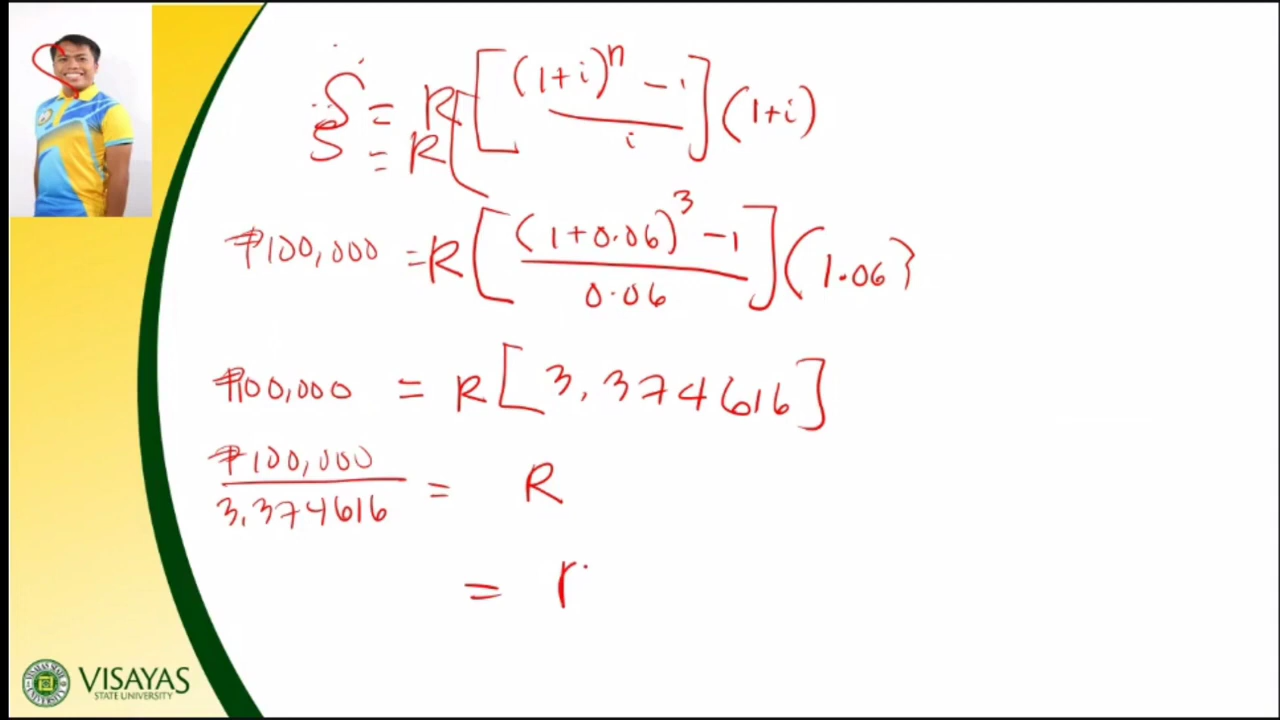 S = R[((1+i)^n - 1)/i](1+i)
S = R[
₱100,000 = R[((1+0.06)^3 - 1)/0.06](1.06)
₱100,000 = R[3.374616]
₱100,000/3.374616 = R
= r
VISAYAS
STATE UNIVERSITY